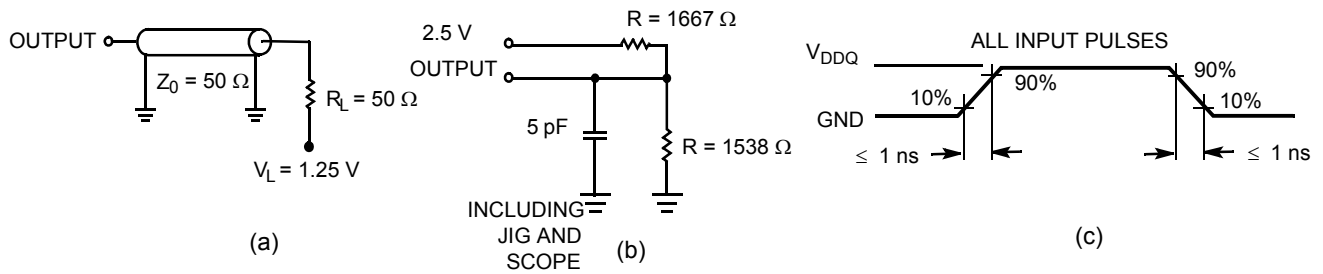 OUTPUT
Z0 = 50 Ω
RL = 50 Ω
VL = 1.25 V
(a)
R = 1667 Ω
2.5 V
OUTPUT
5 pF
R = 1538 Ω
INCLUDING
JIG AND
SCOPE
(b)
ALL INPUT PULSES
VDDQ
90%
90%
10%
10%
GND
≤ 1 ns
≤ 1 ns
(c)